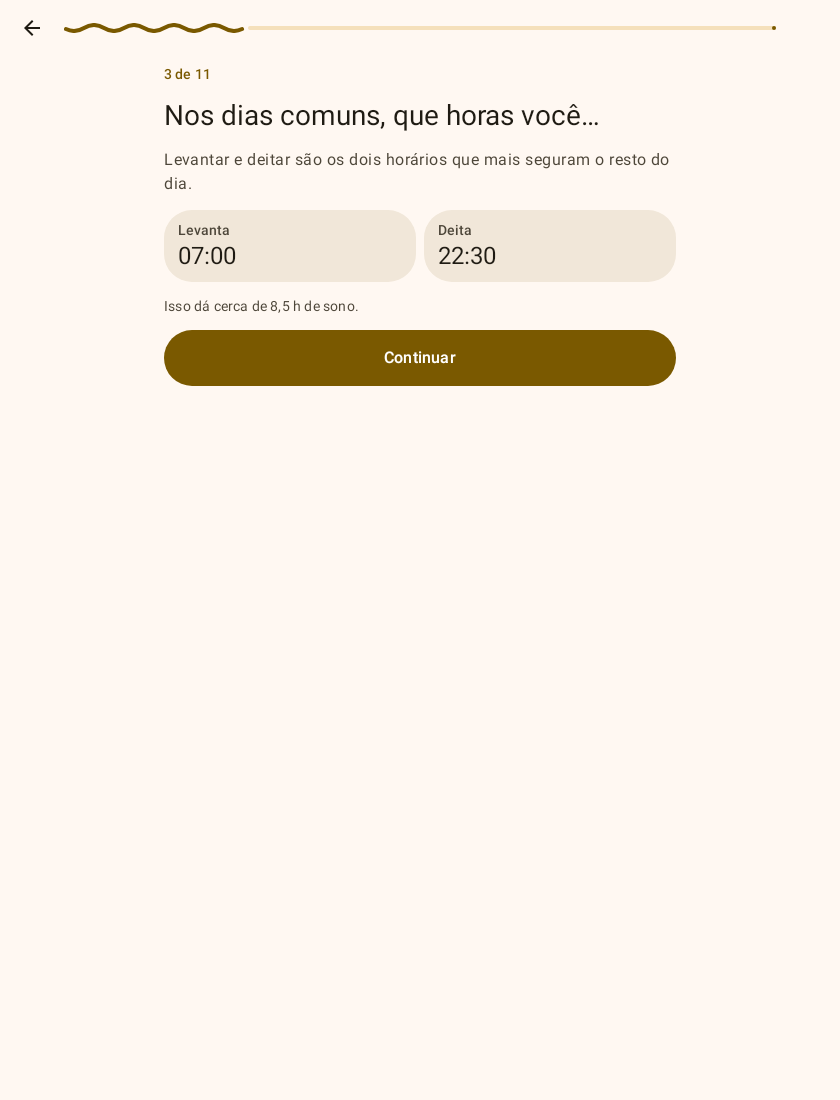 3 de 11
Nos dias comuns, que horas você…
Levantar e deitar são os dois horários que mais seguram o resto do
dia.
Levanta
07:00
Deita
22:30
Isso dá cerca de 8,5 h de sono.
Continuar